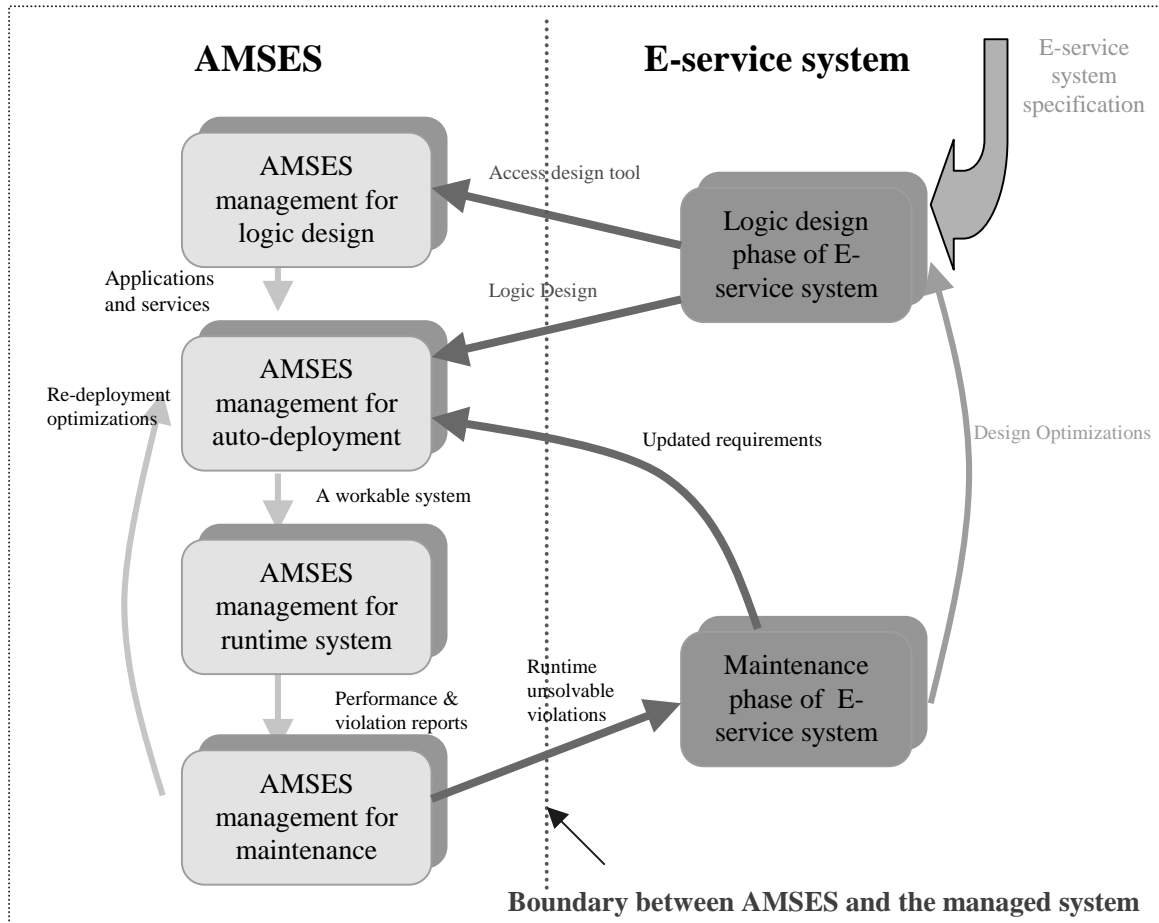 AMSES
E-service system
E-service
system
specification
AMSES
management for
logic design
Access design tool
Logic design
phase of E-
service system
Applications
and services
Logic Design
AMSES
management for
auto-deployment
Re-deployment
optimizations
Updated requirements
Design Optimizations
A workable system
AMSES
management for
runtime system
Performance &
violation reports
Runtime
unsolvable
violations
Maintenance
phase of E-
service system
AMSES
management for
maintenance
Boundary between AMSES and the managed system